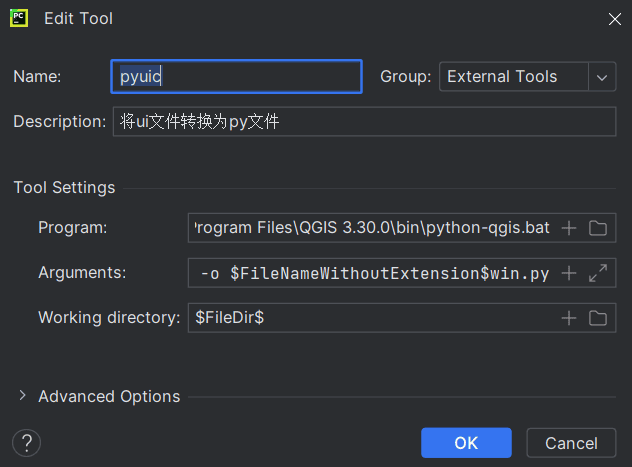 PC
Edit Tool
Name: pyuic Group: External Tools
Description: 将ui文件转换为py文件
Tool Settings
Program: Program Files\QGIS 3.30.0\bin\python-qgis.bat
Arguments: -o $FileNameWithoutExtension$win.py
Working directory: $FileDir$
Advanced Options
? OK Cancel